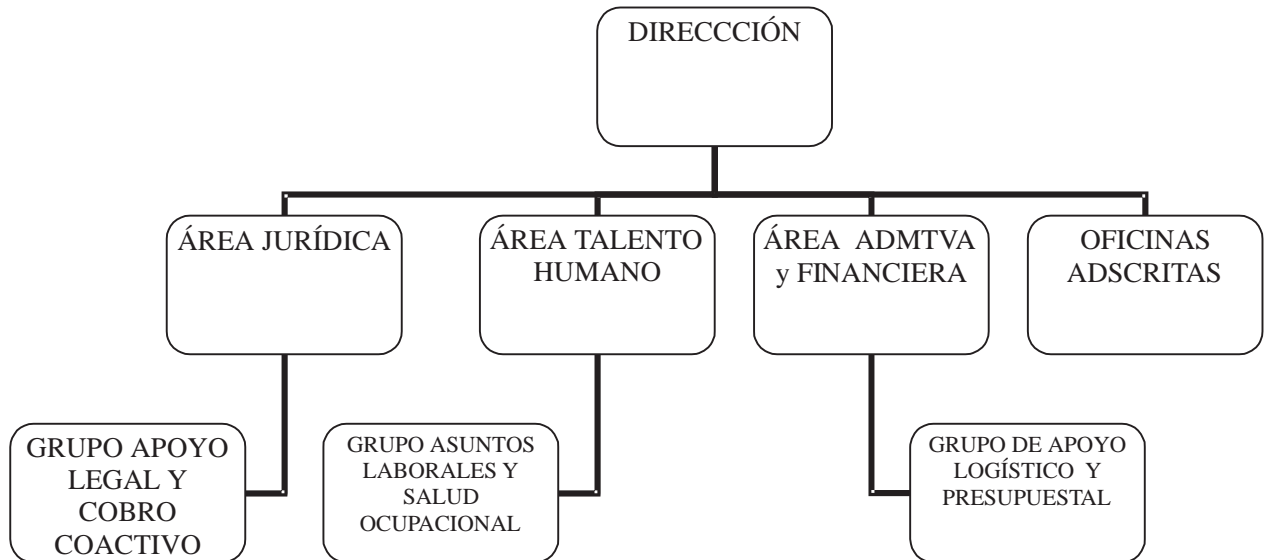 DIRECCCIÓN
ÁREA JURÍDICA
ÁREA TALENTO
HUMANO
ÁREA ADMTVA
y FINANCIERA
OFICINAS
ADSCRITAS
GRUPO APOYO
LEGAL Y
COBRO
COACTIVO
GRUPO ASUNTOS
LABORALES Y
SALUD
OCUPACIONAL
GRUPO DE APOYO
LOGÍSTICO Y
PRESUPUESTAL